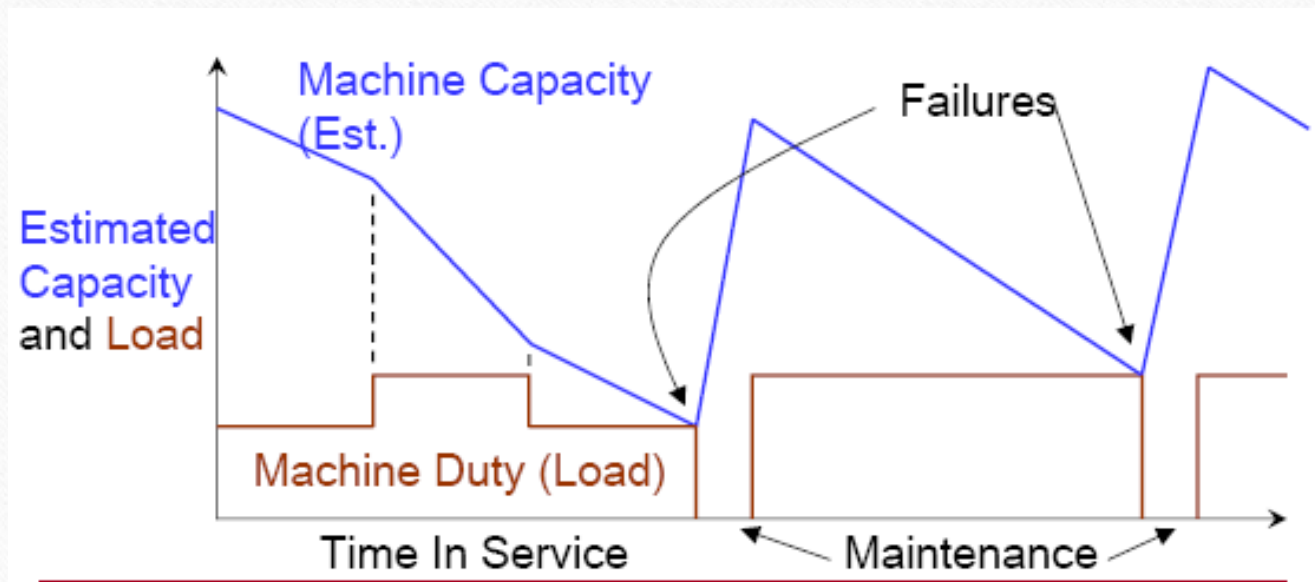 Machine Capacity
(Est.)
Failures
Estimated
Capacity
and Load
Machine Duty (Load)
Time In Service
Maintenance